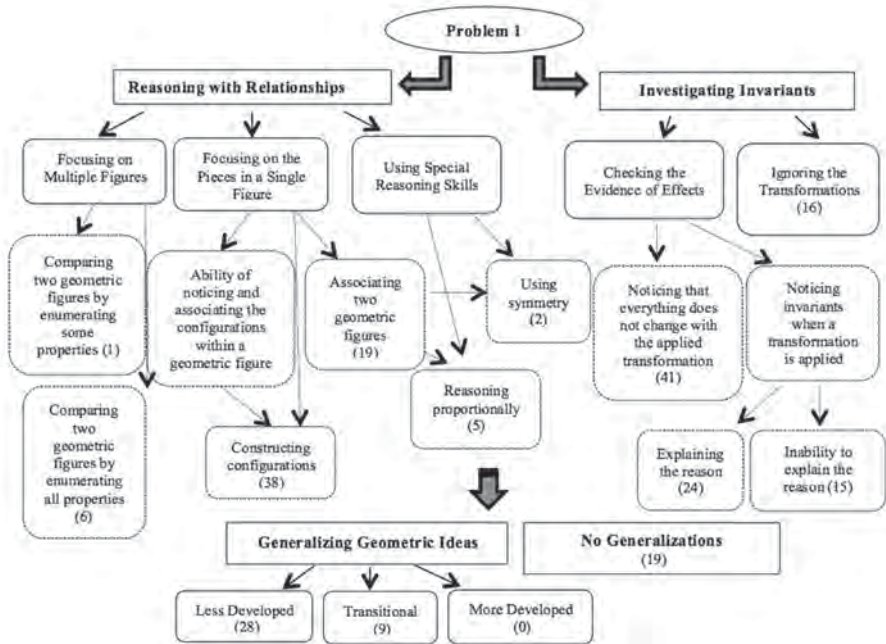 Problem 1
Reasoning with Relationships
Investigating Invariants
Focusing on
Multiple Figures
Focusing on the
Pieces in a Single
Figure
Using Special
Reasoning Skills
Checking the
Evidence of Effects
Ignoring the
Transformations
(16)
Comparing
two geometric
figures by
enumerating
some
properties (1)
Ability of
noticing and
associating the
configurations
within a
geometric figure
Associating
two
geometric
figures
(19)
Using
symmetry
(2)
Noticing that
everything does
not change with
the applied
transformation
(41)
Noticing
invariants
when a
transformation
is applied
Comparing
two
geometric
figures by
enumerating
all properties
(6)
Constructing
configurations
(38)
Reasoning
proportionally
(5)
Explaining
the reason
(24)
Inability to
explain the
reason (15)
Generalizing Geometric Ideas
No Generalizations
(19)
Less Developed
(28)
Transitional
(9)
More Developed
(0)